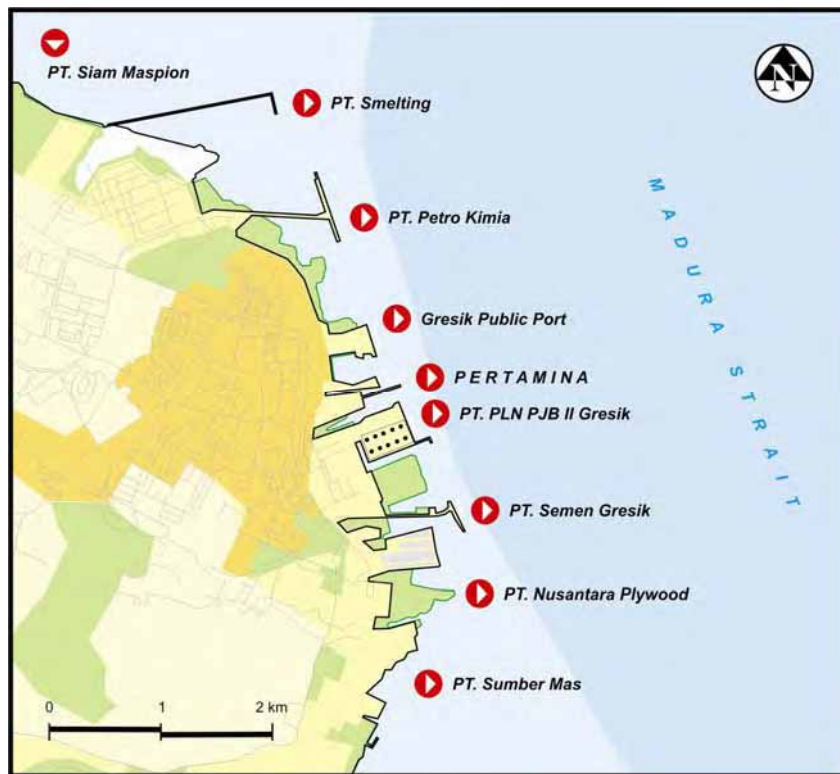 PT. Siam Maspion
PT. Smelting
N
PT. Petro Kimia
MADURA STRAIT
Gresik Public Port
PERTAMINA
PT. PLN PJB II Gresik
PT. Semen Gresik
PT. Nusantara Plywood
PT. Sumber Mas
0 1 2 km